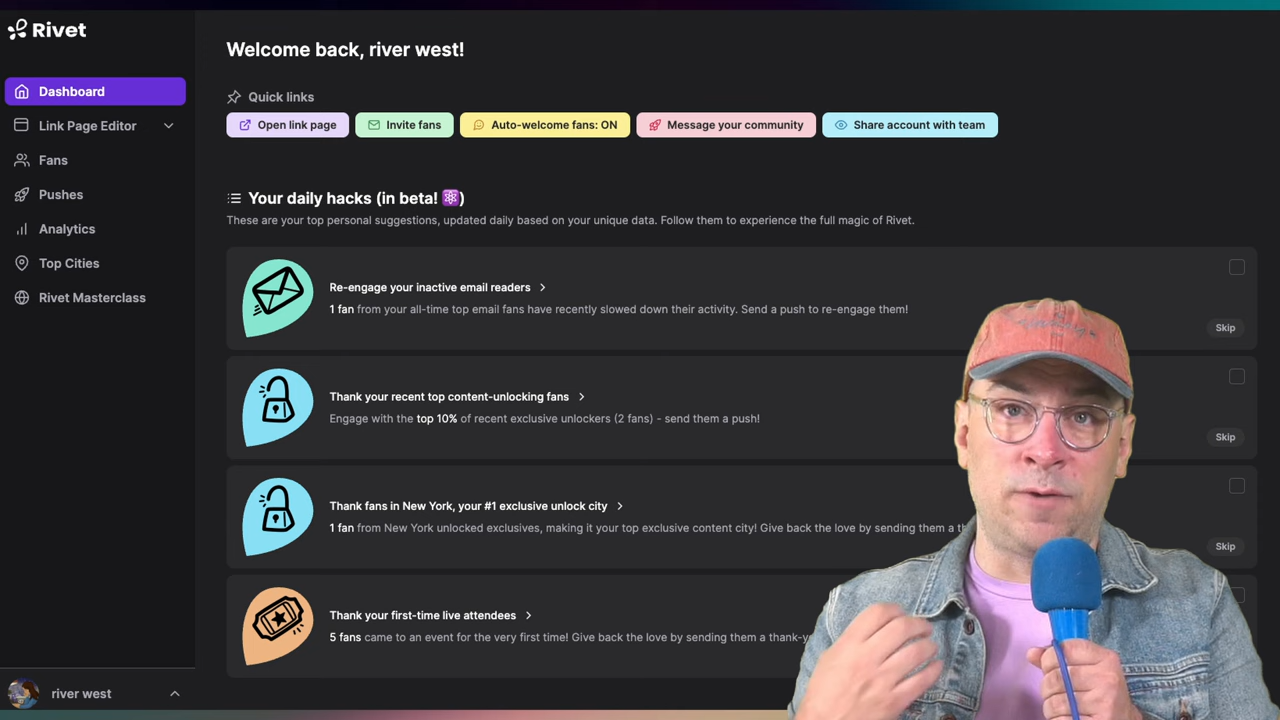 Rivet
Dashboard
Link Page Editor
Fans
Pushes
Analytics
Top Cities
Rivet Masterclass
river west
Welcome back, river west!
Quick links
Open link page
Invite fans
Auto-welcome fans: ON
Message your community
Share account with team
Your daily hacks (in beta! ⚛️)
These are your top personal suggestions, updated daily based on your unique data. Follow them to experience the full magic of Rivet.
Re-engage your inactive email readers
1 fan from your all-time top email fans have recently slowed down their activity. Send a push to re-engage them!
Skip
Thank your recent top content-unlocking fans
Engage with the top 10% of recent exclusive unlockers (2 fans) - send them a push!
Skip
Thank fans in New York, your #1 exclusive unlock city
1 fan from New York unlocked exclusives, making it your top exclusive content city! Give back the love by sending them a
Skip
Thank your first-time live attendees
5 fans came to an event for the very first time! Give back the love by sending them a